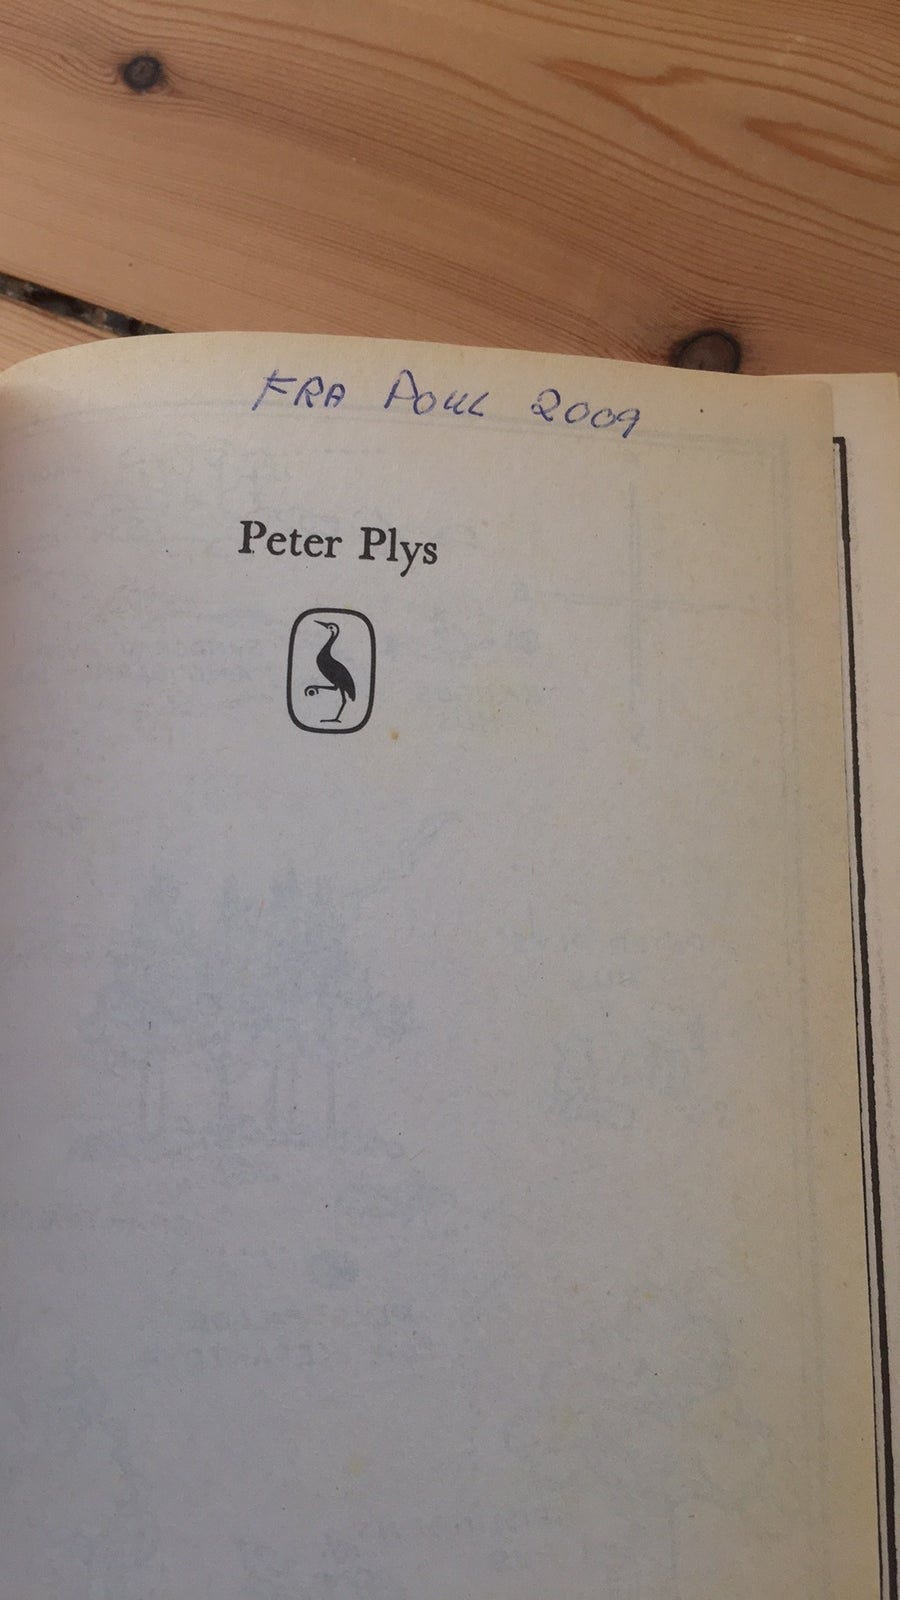 FRA POUL 2009
Peter Plys